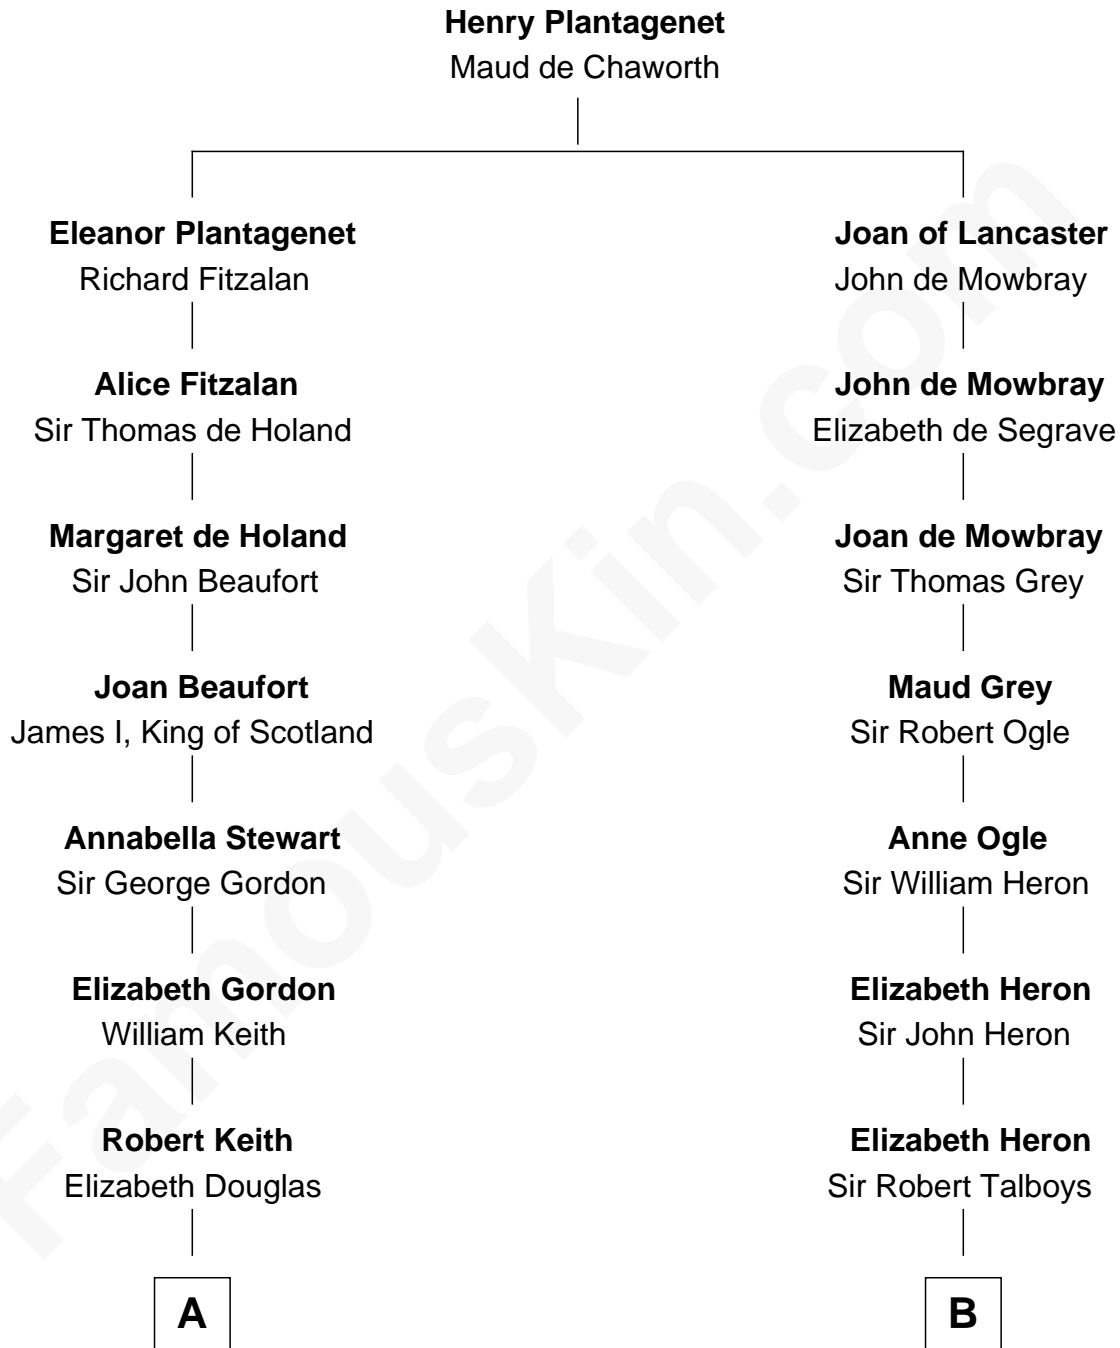 Henry Plantagenet
Maud de Chaworth
Eleanor Plantagenet
Richard Fitzalan
Alice Fitzalan
Sir Thomas de Holand
Margaret de Holand
Sir John Beaufort
Joan Beaufort
James I, King of Scotland
Annabella Stewart
Sir George Gordon
Elizabeth Gordon
William Keith
Robert Keith
Elizabeth Douglas
A
Joan of Lancaster
John de Mowbray
John de Mowbray
Elizabeth de Segrave
Joan de Mowbray
Sir Thomas Grey
Maud Grey
Sir Robert Ogle
Anne Ogle
Sir William Heron
Elizabeth Heron
Sir John Heron
Elizabeth Heron
Sir Robert Talboys
B
FamousKin.com